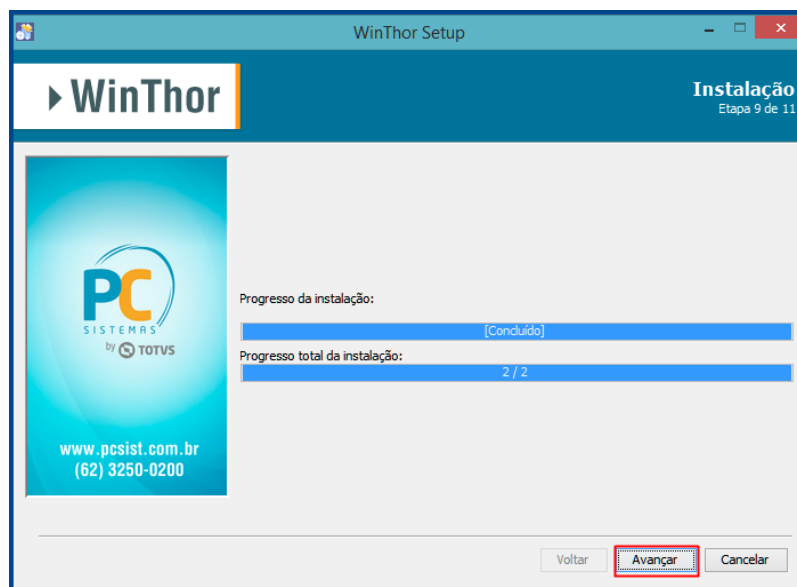 WinThor Setup
WinThor
Instalação
Etapa 9 de 11
PC
SISTEMAS
by TOTVS
www.pcsist.com.br
(62) 3250-0200
Progresso da instalação:
[Concluído]
Progresso total da instalação:
2 / 2
Voltar
Avançar
Cancelar